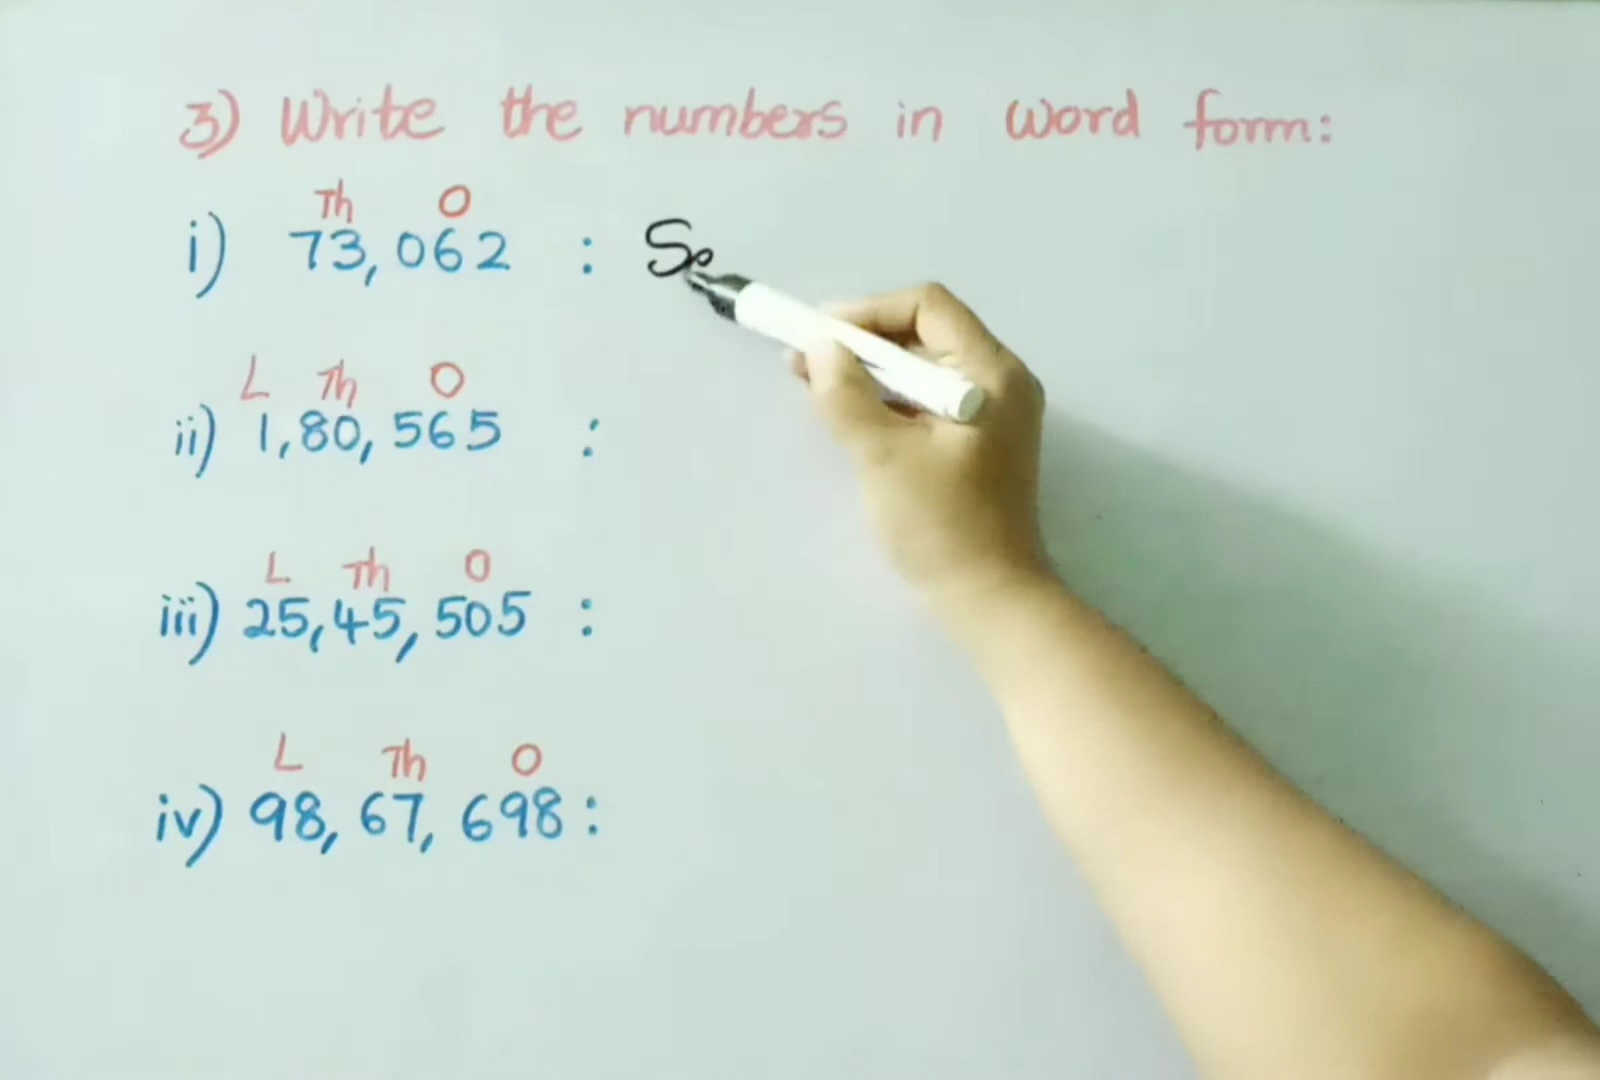 3) Write the numbers in word form:
Th O
i) 73,062 : Se
L Th O
ii) 1,80,565 :
L Th O
iii) 25,45,505 :
L Th O
iv) 98,67,698 :